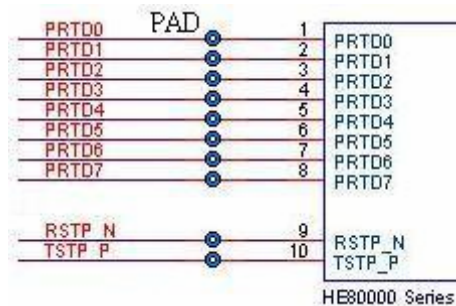 PAD
PRTD0 1 PRTD0
PRTD1 2 PRTD1
PRTD2 3 PRTD2
PRTD3 4 PRTD3
PRTD4 5 PRTD4
PRTD5 6 PRTD5
PRTD6 7 PRTD6
PRTD7 8 PRTD7
RSTP_N 9 RSTP_N
TSTP_P 10 TSTP_P
HE80000 Series